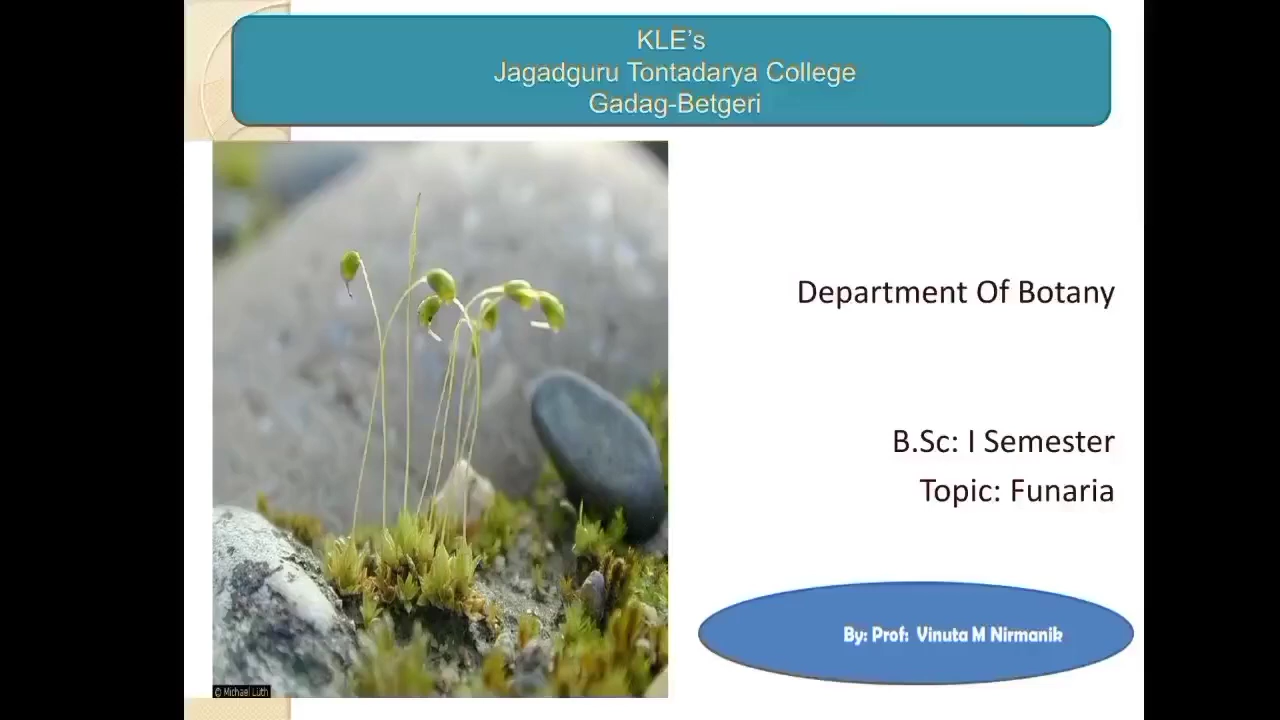 KLE's
Jagadguru Tontadarya College
Gadag-Betgeri
Department Of Botany
B.Sc: I Semester
Topic: Funaria
By: Prof: Vinuta M Nirmanik
© Michael Lüth